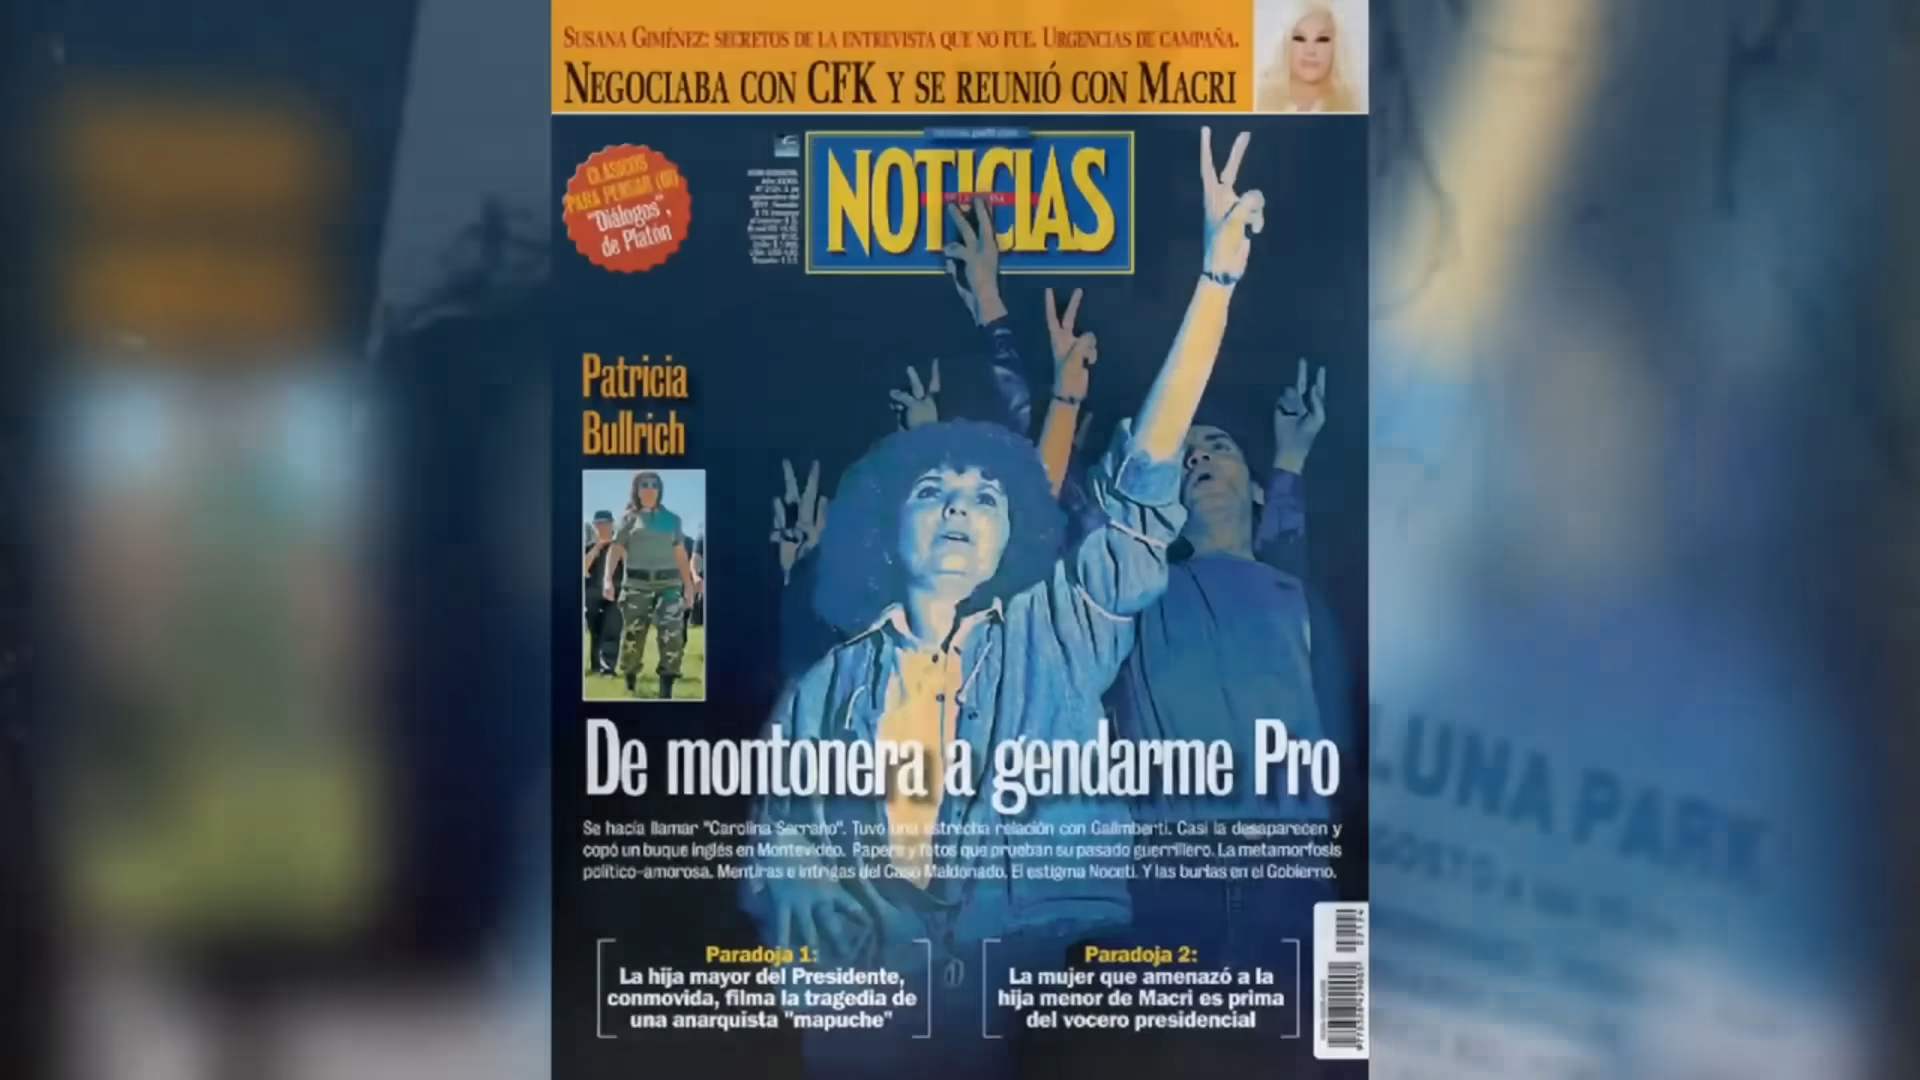 SUSANA GIMÉNEZ: SECRETOS DE LA ENTREVISTA QUE NO FUE. URGENCIAS DE CAMPAÑA.
NEGOCIABA CON CFK Y SE REUNIÓ CON MACRI
CLÁSICOS
PARA PENSAR (III)
"Diálogos",
de Platón
NOTICIAS
Patricia
Bullrich
De montonera a gendarme Pro
Se hacía llamar "Carolina Serrano". Tuvo una estrecha relación con Galimberti. Casi la desaparecen y
copó un buque inglés en Montevideo. Papers y fotos que prueban su pasado guerrillero. La metamorfosis
político-amorosa. Mentiras e intrigas del Caso Maldonado. El estigma Noceti. Y las burlas en el Gobierno.
Paradoja 1:
La hija mayor del Presidente,
conmovida, filma la tragedia de
una anarquista "mapuche"
Paradoja 2:
La mujer que amenazó a la
hija menor de Macri es prima
del vocero presidencial
LUNA PARK